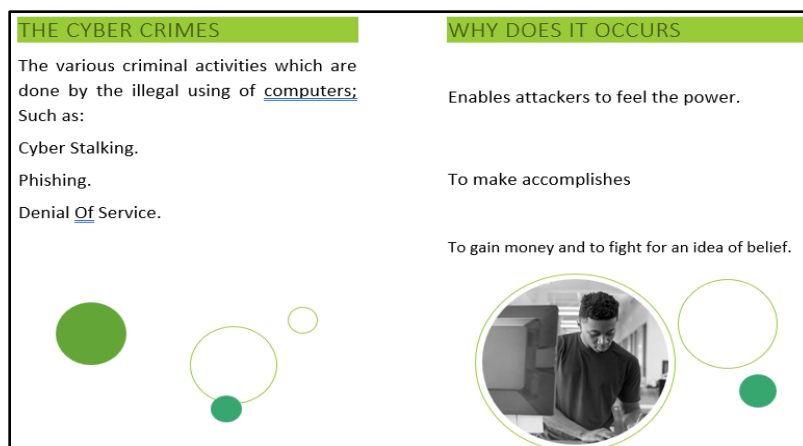 THE CYBER CRIMES
The various criminal activities which are
done by the illegal using of computers;
Such as:
Cyber Stalking.
Phishing.
Denial Of Service.
WHY DOES IT OCCURS
Enables attackers to feel the power.
To make accomplishes
To gain money and to fight for an idea of belief.